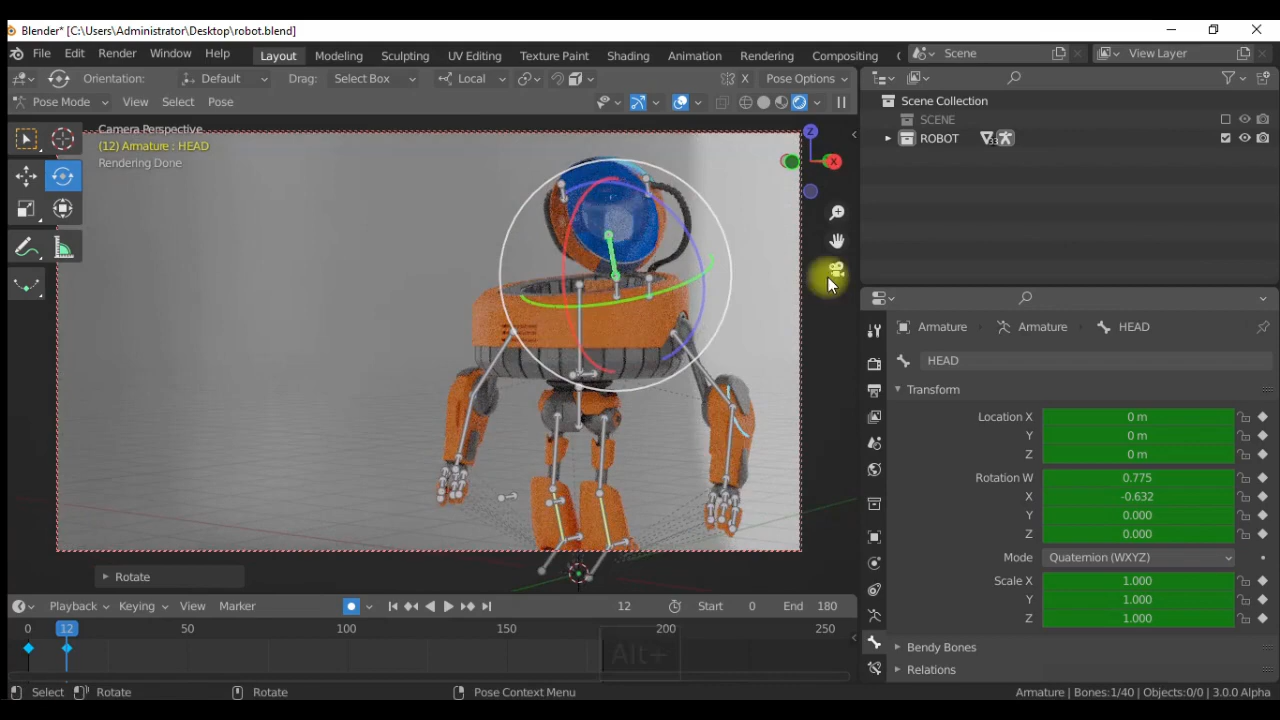 Blender* [C:\Users\Administrator\Desktop\robot.blend]
File Edit Render Window Help Layout Modeling Sculpting UV Editing Texture Paint Shading Animation Rendering Compositing Scene View Layer
Orientation: Default Drag: Select Box Local X Pose Options
Pose Mode View Select Pose
Scene Collection
SCENE
ROBOT 33
Camera Perspective
(12) Armature : HEAD
Rendering Done
Z
X
Armature Armature HEAD
HEAD
Transform
Location X 0 m
Y 0 m
Z 0 m
Rotation W 0.775
X -0.632
Y 0.000
Z 0.000
Mode Quaternion (WXYZ)
Scale X 1.000
Y 1.000
Z 1.000
Bendy Bones
Relations
Rotate
Playback Keying View Marker 12 Start 0 End 180
0 12 50 100 150 200 250
Alt+
Select Rotate Rotate Pose Context Menu Armature | Bones:1/40 | Objects:0/0 | 3.0.0 Alpha